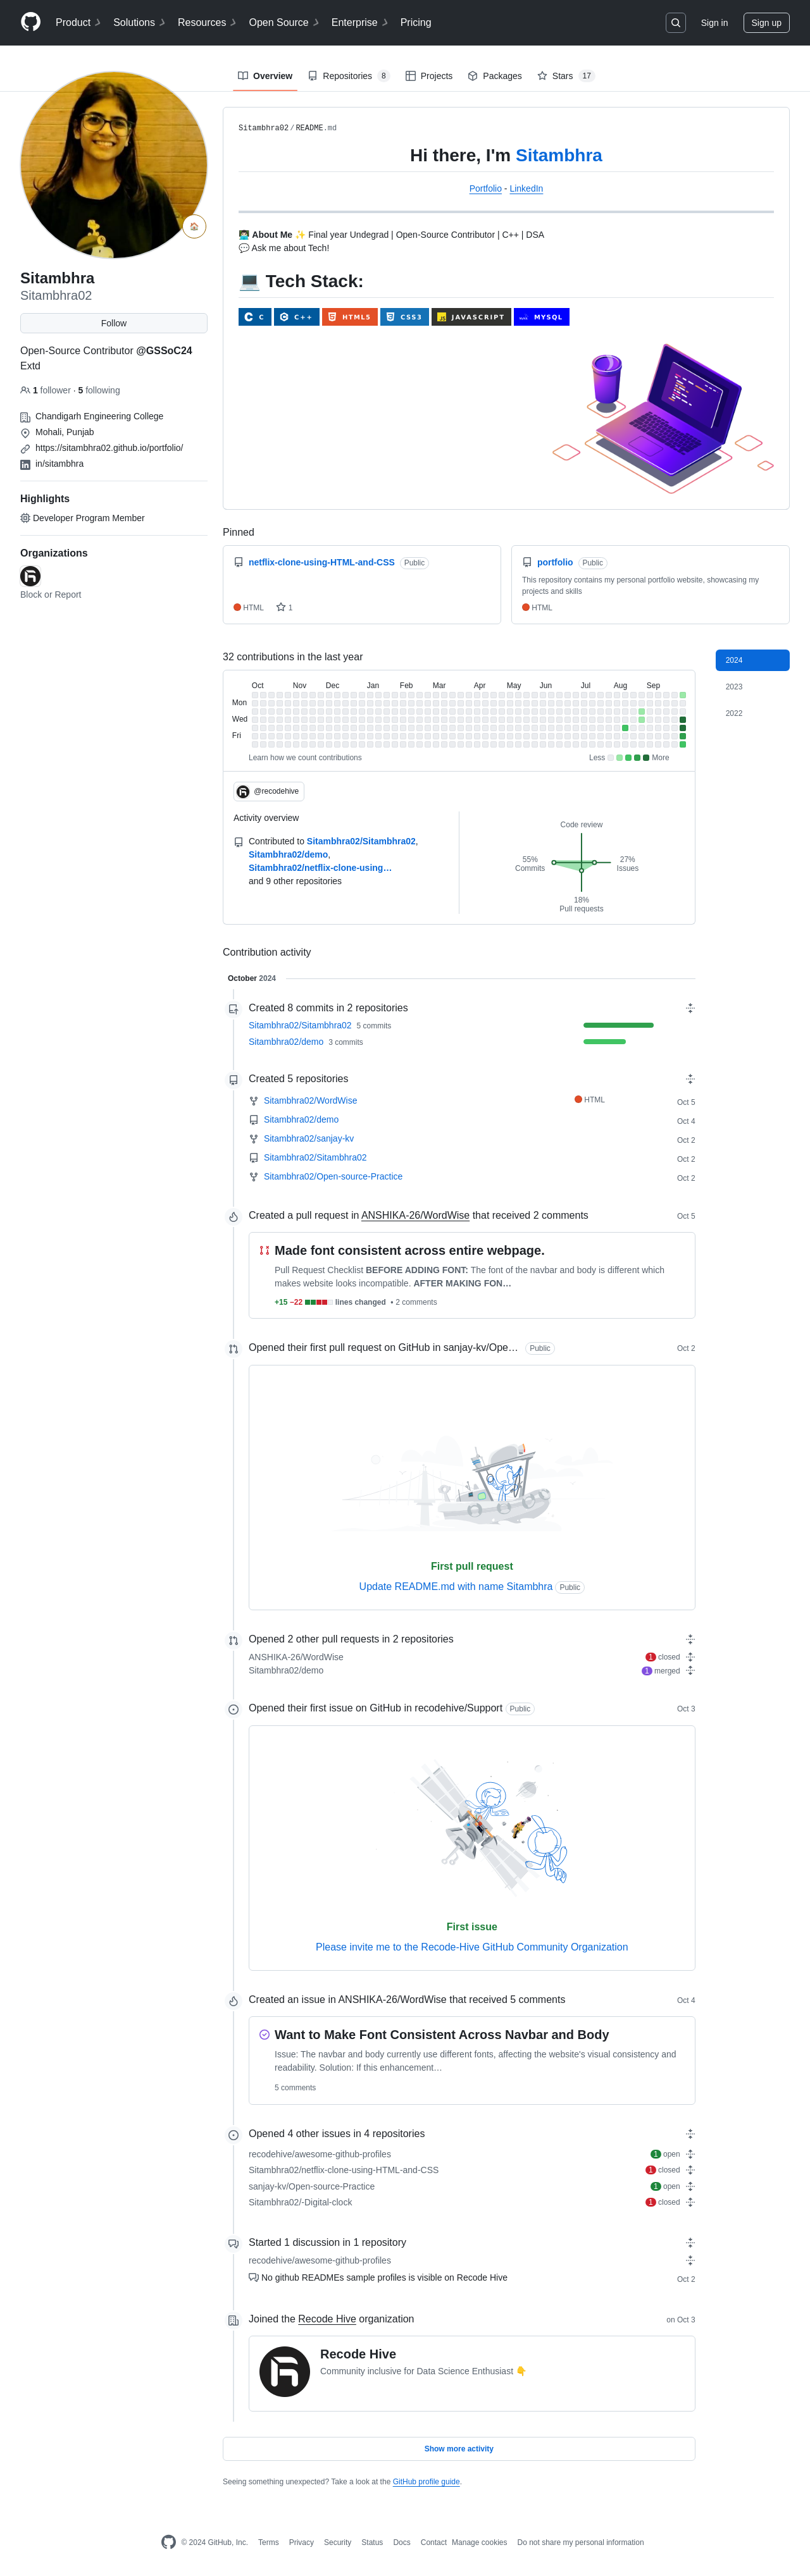 Product
Solutions
Resources
Open Source
Enterprise
Pricing
Sign in
Sign up
Overview
Repositories 8
Projects
Packages
Stars 17
Sitambhra
Sitambhra02
Follow
Open-Source Contributor @GSSoC24
Extd
1 follower · 5 following
Chandigarh Engineering College
Mohali, Punjab
https://sitambhra02.github.io/portfolio/
in/sitambhra
Highlights
Developer Program Member
Organizations
Block or Report
Sitambhra02/README.md
Hi there, I'm Sitambhra
Portfolio - LinkedIn
👨🏻‍💻 About Me ✨ Final year Undegrad | Open-Source Contributor | C++ | DSA
💬 Ask me about Tech!
💻 Tech Stack:
C
C++
HTML5
CSS3
JS JAVASCRIPT
MYSQL
Pinned
netflix-clone-using-HTML-and-CSS Public
HTML 1
portfolio Public
This repository contains my personal portfolio website, showcasing my
projects and skills
HTML
32 contributions in the last year
2024
2023
2022
Oct Nov Dec Jan Feb Mar Apr May Jun Jul Aug Sep
Mon
Wed
Fri
Learn how we count contributions
Less More
@recodehive
Activity overview
Contributed to Sitambhra02/Sitambhra02,
Sitambhra02/demo,
Sitambhra02/netflix-clone-using…
and 9 other repositories
Code review
55%
Commits
27%
Issues
18%
Pull requests
Contribution activity
October 2024
Created 8 commits in 2 repositories
Sitambhra02/Sitambhra02 5 commits
Sitambhra02/demo 3 commits
Created 5 repositories
Sitambhra02/WordWise HTML Oct 5
Sitambhra02/demo Oct 4
Sitambhra02/sanjay-kv Oct 2
Sitambhra02/Sitambhra02 Oct 2
Sitambhra02/Open-source-Practice Oct 2
Created a pull request in ANSHIKA-26/WordWise that received 2 comments Oct 5
Made font consistent across entire webpage.
Pull Request Checklist BEFORE ADDING FONT: The font of the navbar and body is different which
makes website looks incompatible. AFTER MAKING FON…
+15 −22 lines changed • 2 comments
Opened their first pull request on GitHub in sanjay-kv/Ope… Public Oct 2
First pull request
Update README.md with name Sitambhra Public
Opened 2 other pull requests in 2 repositories
ANSHIKA-26/WordWise 1 closed
Sitambhra02/demo 1 merged
Opened their first issue on GitHub in recodehive/Support Public Oct 3
First issue
Please invite me to the Recode-Hive GitHub Community Organization
Created an issue in ANSHIKA-26/WordWise that received 5 comments Oct 4
Want to Make Font Consistent Across Navbar and Body
Issue: The navbar and body currently use different fonts, affecting the website's visual consistency and
readability. Solution: If this enhancement…
5 comments
Opened 4 other issues in 4 repositories
recodehive/awesome-github-profiles 1 open
Sitambhra02/netflix-clone-using-HTML-and-CSS 1 closed
sanjay-kv/Open-source-Practice 1 open
Sitambhra02/-Digital-clock 1 closed
Started 1 discussion in 1 repository
recodehive/awesome-github-profiles
No github READMEs sample profiles is visible on Recode Hive Oct 2
Joined the Recode Hive organization on Oct 3
Recode Hive
Community inclusive for Data Science Enthusiast 👇
Show more activity
Seeing something unexpected? Take a look at the GitHub profile guide.
© 2024 GitHub, Inc.
Terms
Privacy
Security
Status
Docs
Contact
Manage cookies
Do not share my personal information